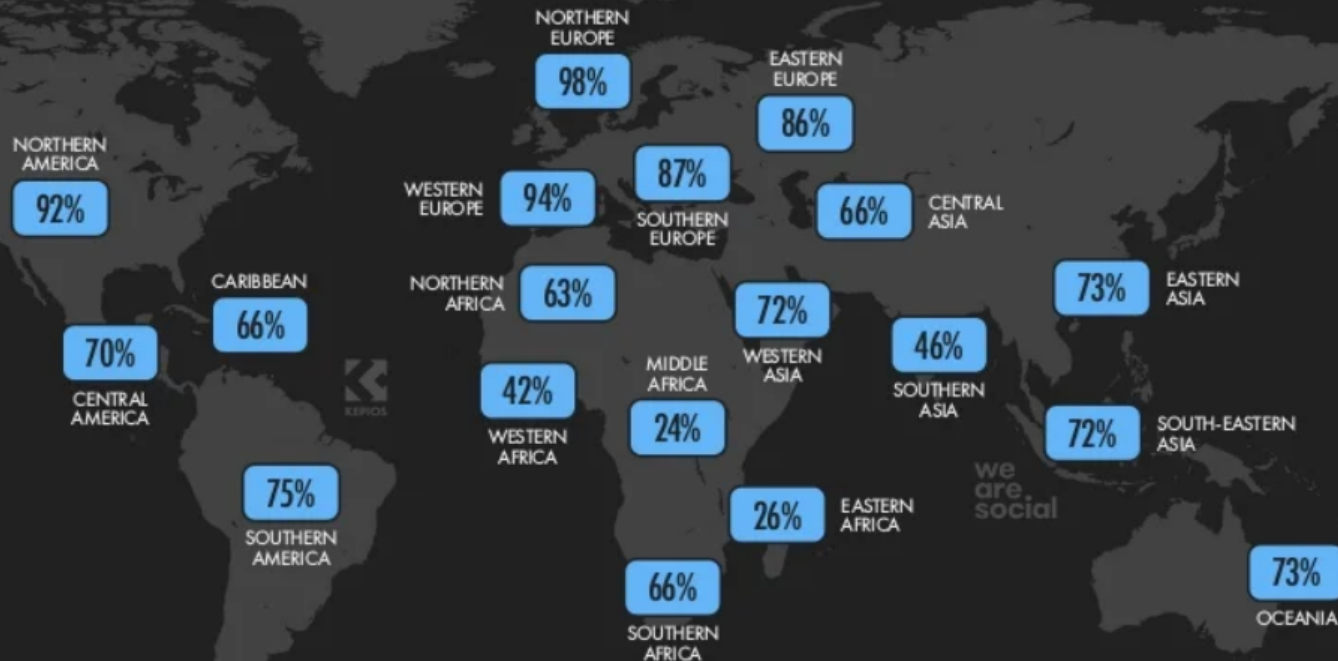 NORTHERN
EUROPE
98%
EASTERN
EUROPE
86%
NORTHERN
AMERICA
92%
WESTERN
EUROPE
94%
87%
SOUTHERN
EUROPE
66%
CENTRAL
ASIA
CARIBBEAN
66%
NORTHERN
AFRICA
63%
72%
WESTERN
ASIA
73%
EASTERN
ASIA
70%
CENTRAL
AMERICA
KEPIOS
42%
WESTERN
AFRICA
MIDDLE
AFRICA
24%
46%
SOUTHERN
ASIA
72%
SOUTH-EASTERN
ASIA
we
are
social
75%
SOUTHERN
AMERICA
26%
EASTERN
AFRICA
66%
SOUTHERN
AFRICA
73%
OCEANIA